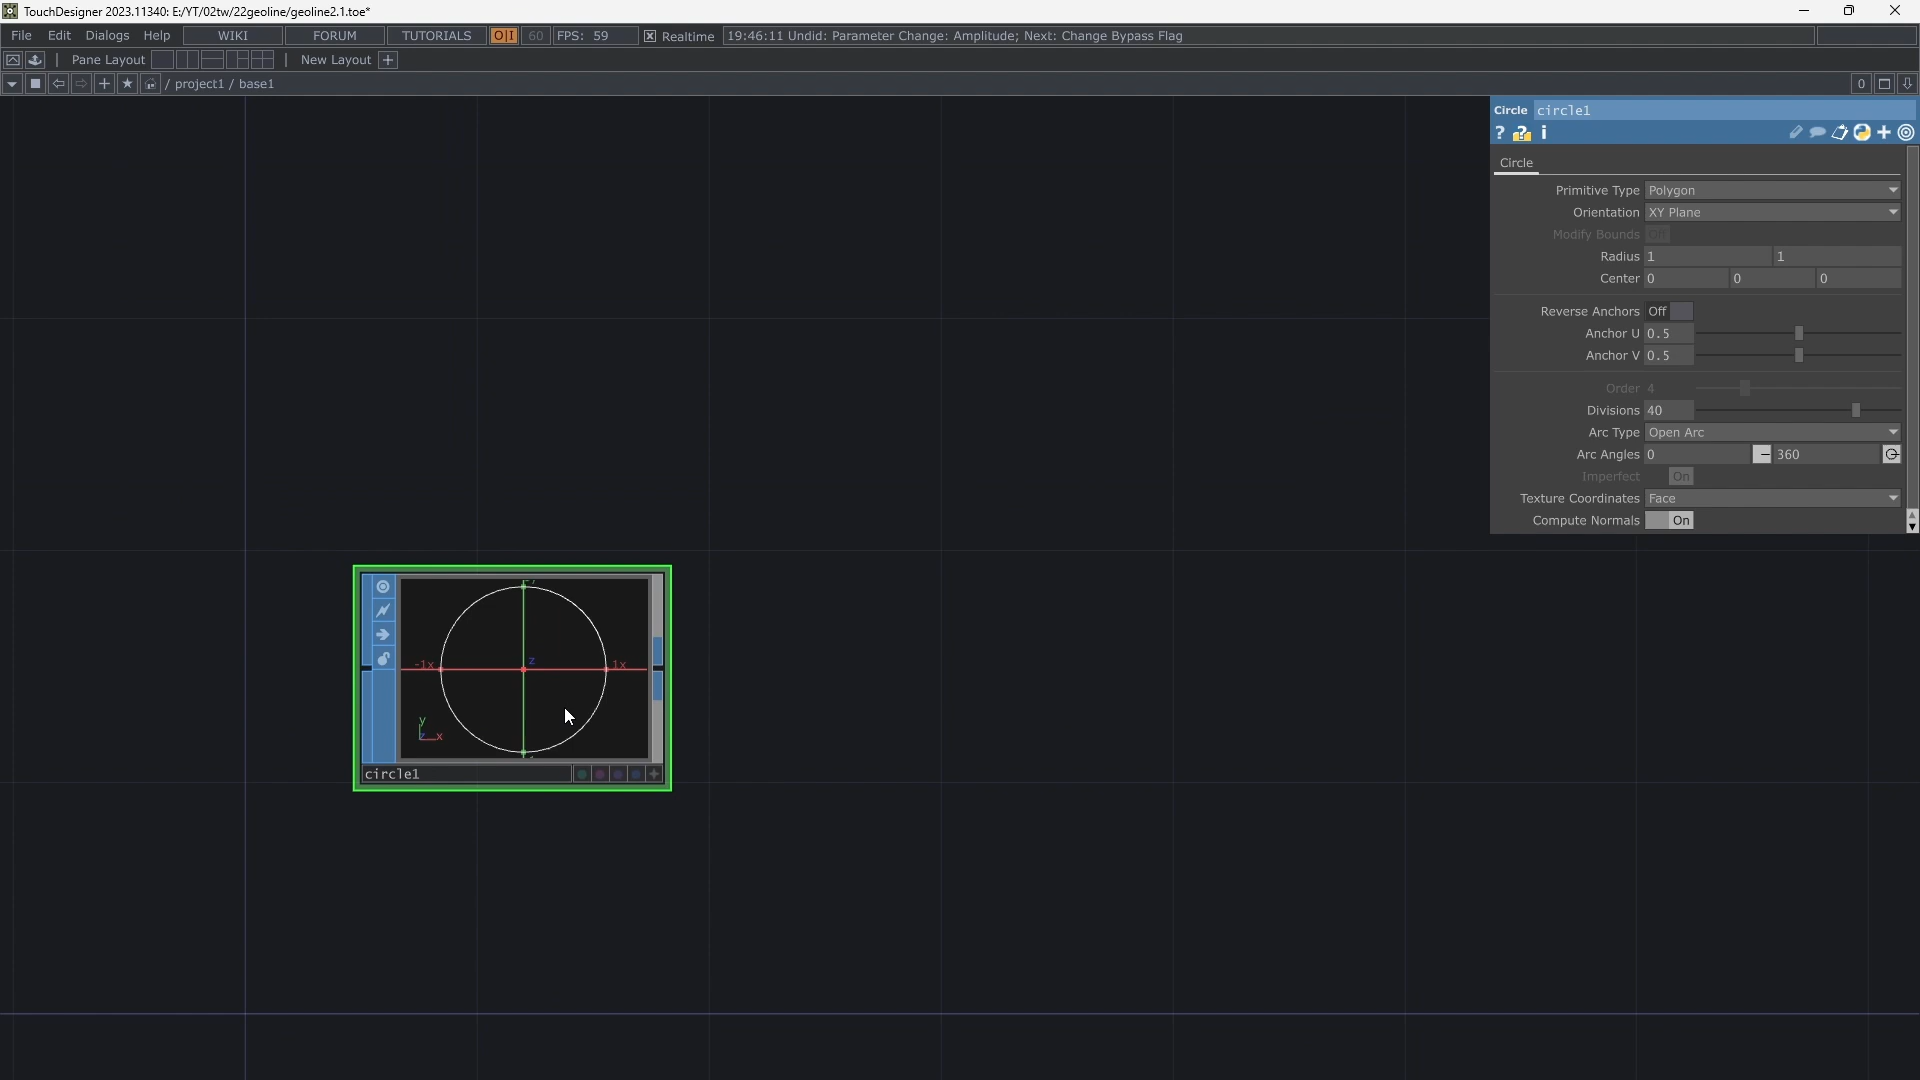 TouchDesigner 2023.11340: E:/YT/02tw/22geoline/geoline2.1.toe*
File Edit Dialogs Help WIKI FORUM TUTORIALS O|I 60 FPS: 59 Realtime 19:46:11 Undid: Parameter Change: Amplitude; Next: Change Bypass Flag
Pane Layout New Layout +
/ project1 / base1 0
Circle circle1
? ? i
Circle
Primitive Type Polygon
Orientation XY Plane
Modify Bounds Off
Radius 1 1
Center 0 0 0
Reverse Anchors Off
Anchor U 0.5
Anchor V 0.5
Order 4
Divisions 40
Arc Type Open Arc
Arc Angles 0 360
Imperfect On
Texture Coordinates Face
Compute Normals On
-1x z 1x
y
z x
circle1